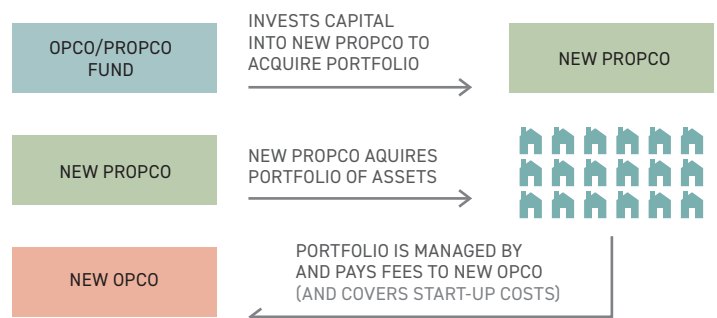 OPCO/PROPCO
FUND
INVESTS CAPITAL
INTO NEW PROPCO TO
ACQUIRE PORTFOLIO
NEW PROPCO
NEW PROPCO
NEW PROPCO AQUIRES
PORTFOLIO OF ASSETS
NEW OPCO
PORTFOLIO IS MANAGED BY
AND PAYS FEES TO NEW OPCO
(AND COVERS START-UP COSTS)